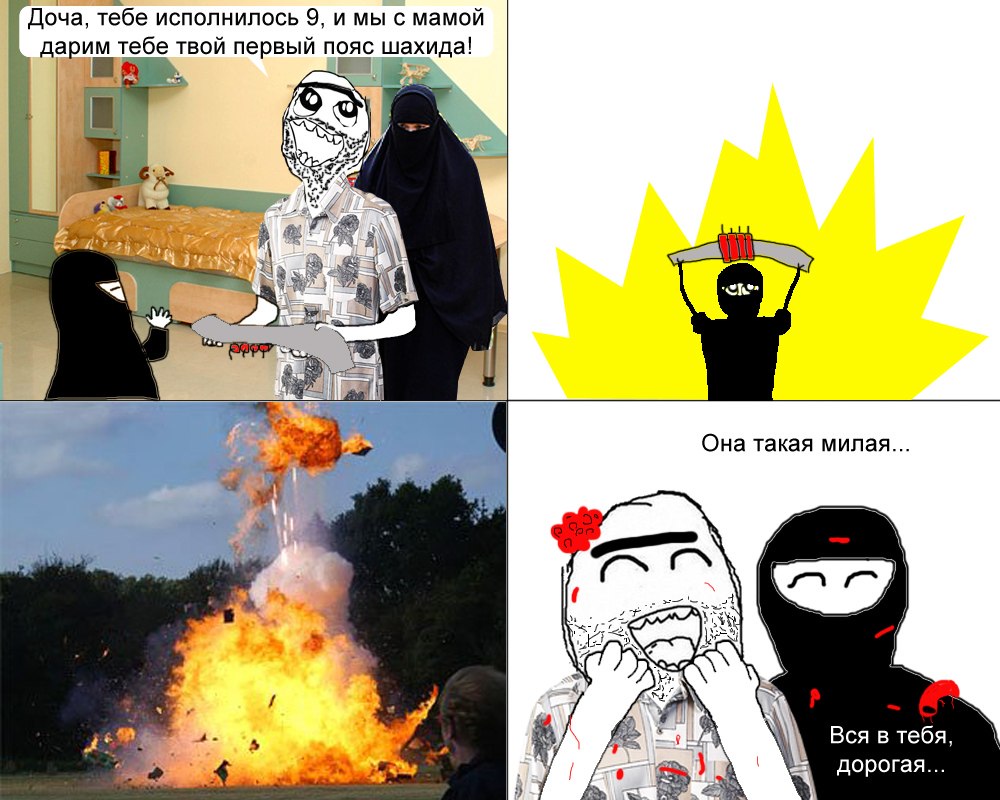 Доча, тебе исполнилось 9, и мы с мамой
дарим тебе твой первый пояс шахида!
Она такая милая...
Вся в тебя,
дорогая...